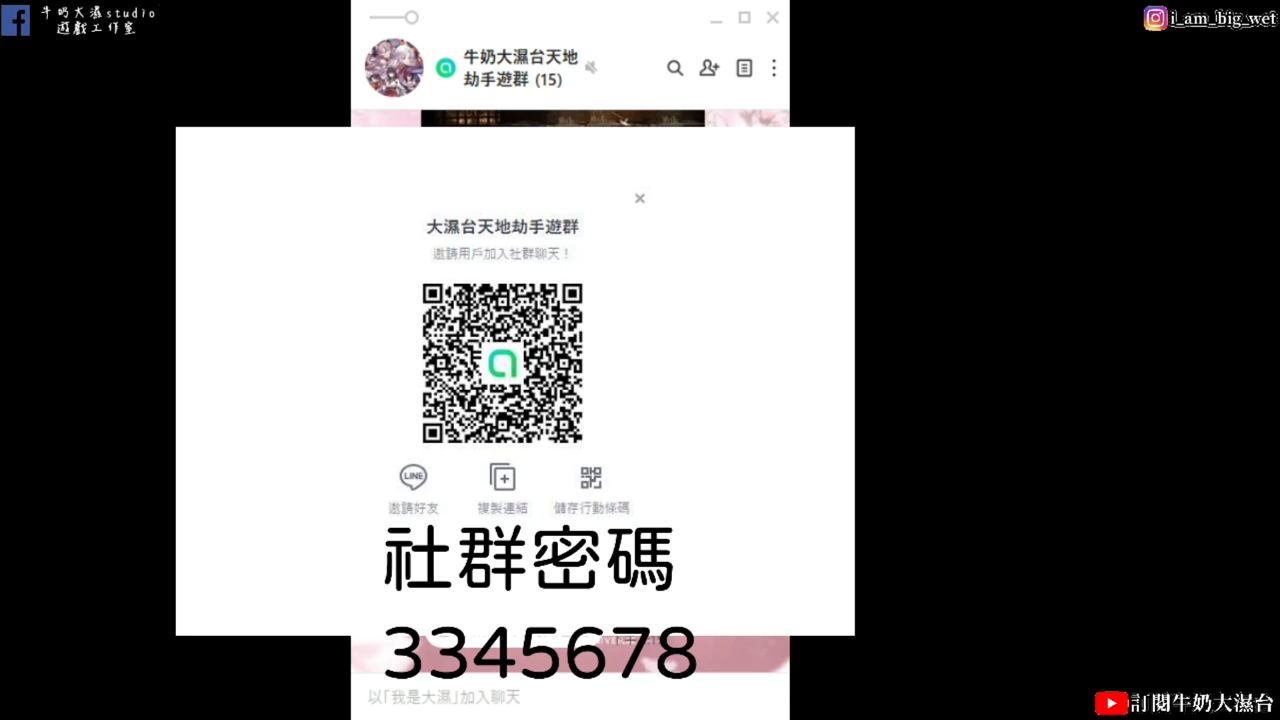 牛奶大濕studio
遊戲工作室
i_am_big_wet
牛奶大濕台天地
劫手遊群 (15)
大濕台天地劫手遊群
邀請用戶加入社群聊天！
LINE
邀請好友
複製連結
儲存行動條碼
社群密碼
3345678
以「我是大濕」加入聊天
訂閱牛奶大濕台